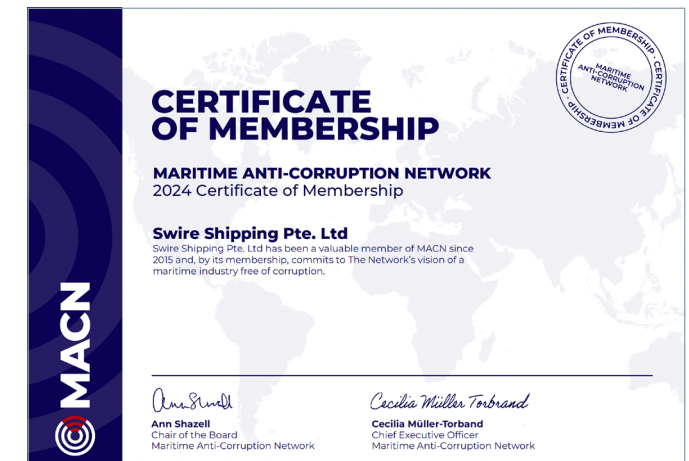 CERTIFICATE
OF MEMBERSHIP
CERTIFICATE OF MEMBERSHIP · CERTIFICATE OF MEMBERSHIP ·
MARITIME
ANTI-CORRUPTION
NETWORK
MARITIME ANTI-CORRUPTION NETWORK
2024 Certificate of Membership
Swire Shipping Pte. Ltd
Swire Shipping Pte. Ltd has been a valuable member of MACN since
2015 and, by its membership, commits to The Network's vision of a
maritime industry free of corruption.
MACN
Ann Shazell
Chair of the Board
Maritime Anti-Corruption Network
Cecilia Müller Torbrand
Cecilia Müller-Torband
Chief Executive Officer
Maritime Anti-Corruption Network